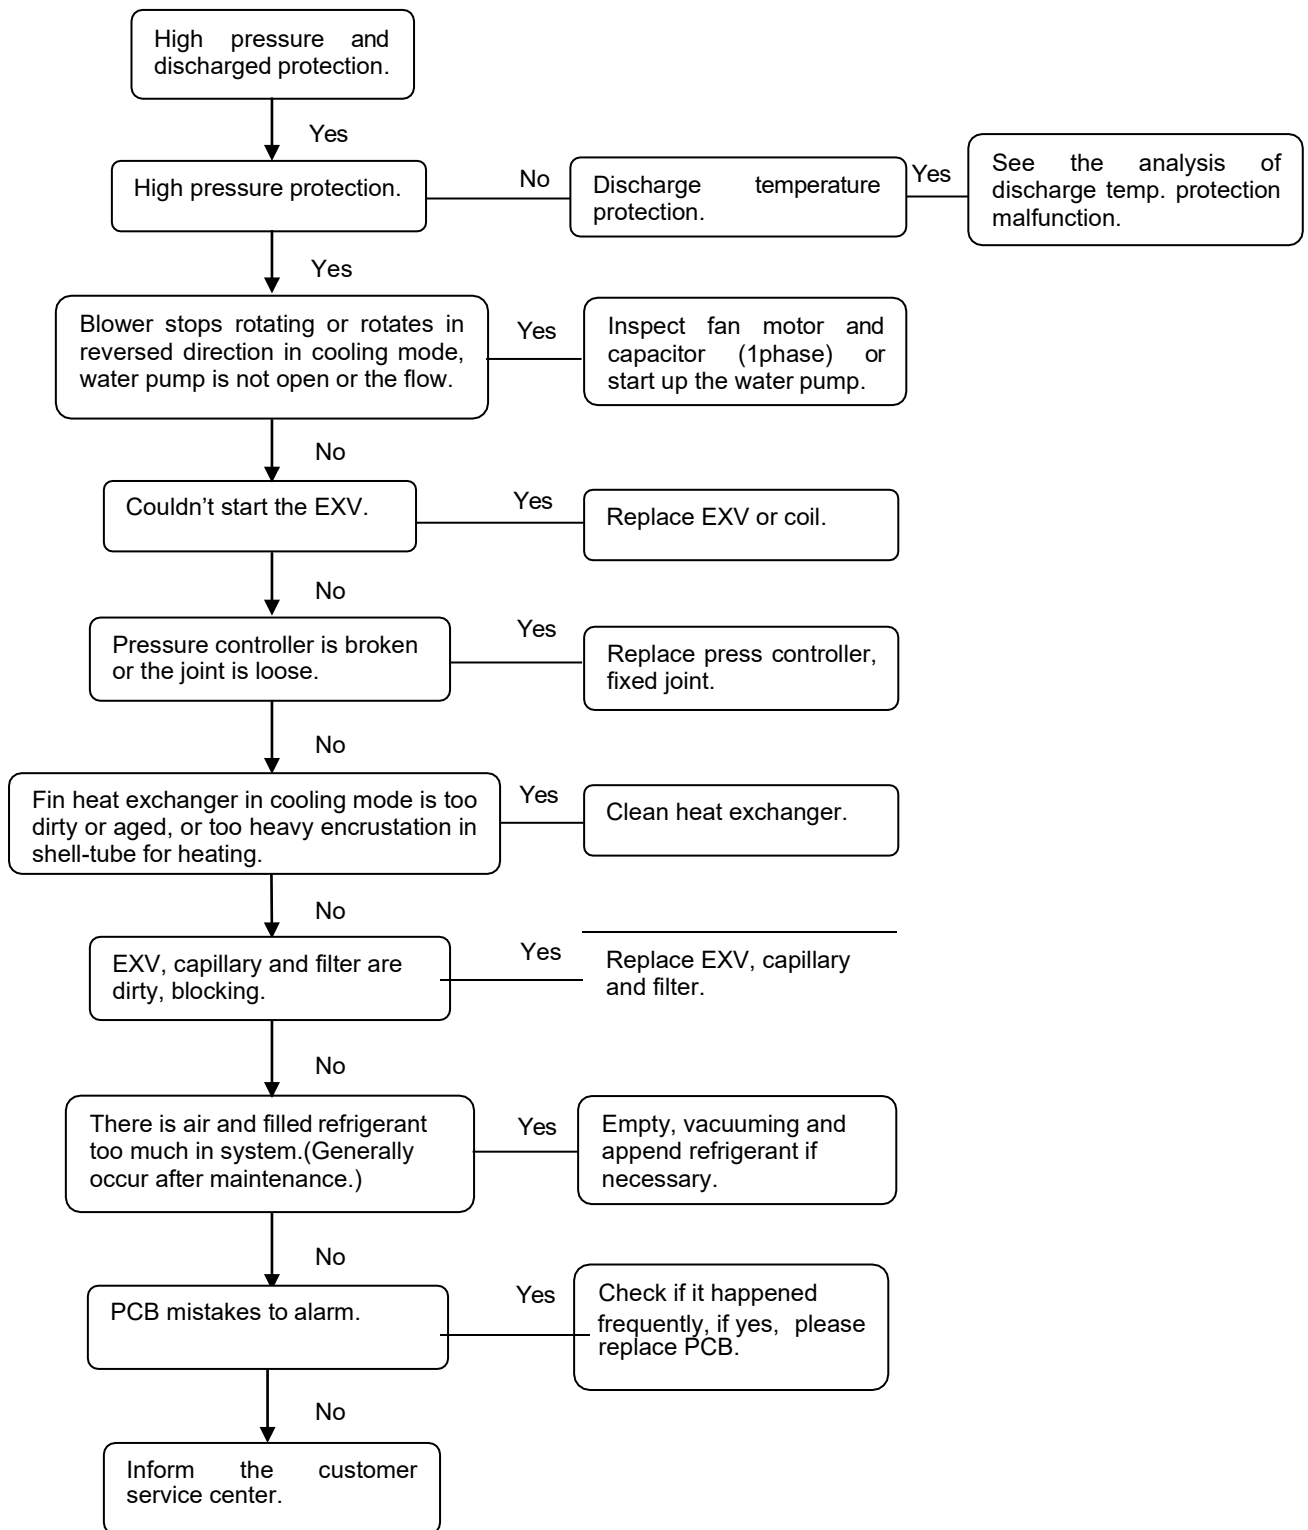 High pressure and
discharged protection.
Yes
High pressure protection.
No
Discharge temperature
protection.
Yes
See the analysis of
discharge temp. protection
malfunction.
Yes
Blower stops rotating or rotates in
reversed direction in cooling mode,
water pump is not open or the flow.
Yes
Inspect fan motor and
capacitor (1phase) or
start up the water pump.
No
Couldn’t start the EXV.
Yes
Replace EXV or coil.
No
Pressure controller is broken
or the joint is loose.
Yes
Replace press controller,
fixed joint.
No
Fin heat exchanger in cooling mode is too
dirty or aged, or too heavy encrustation in
shell-tube for heating.
Yes
Clean heat exchanger.
No
EXV, capillary and filter are
dirty, blocking.
Yes
Replace EXV, capillary
and filter.
No
There is air and filled refrigerant
too much in system.(Generally
occur after maintenance.)
Yes
Empty, vacuuming and
append refrigerant if
necessary.
No
PCB mistakes to alarm.
Yes
Check if it happened
frequently, if yes, please
replace PCB.
No
Inform the customer
service center.